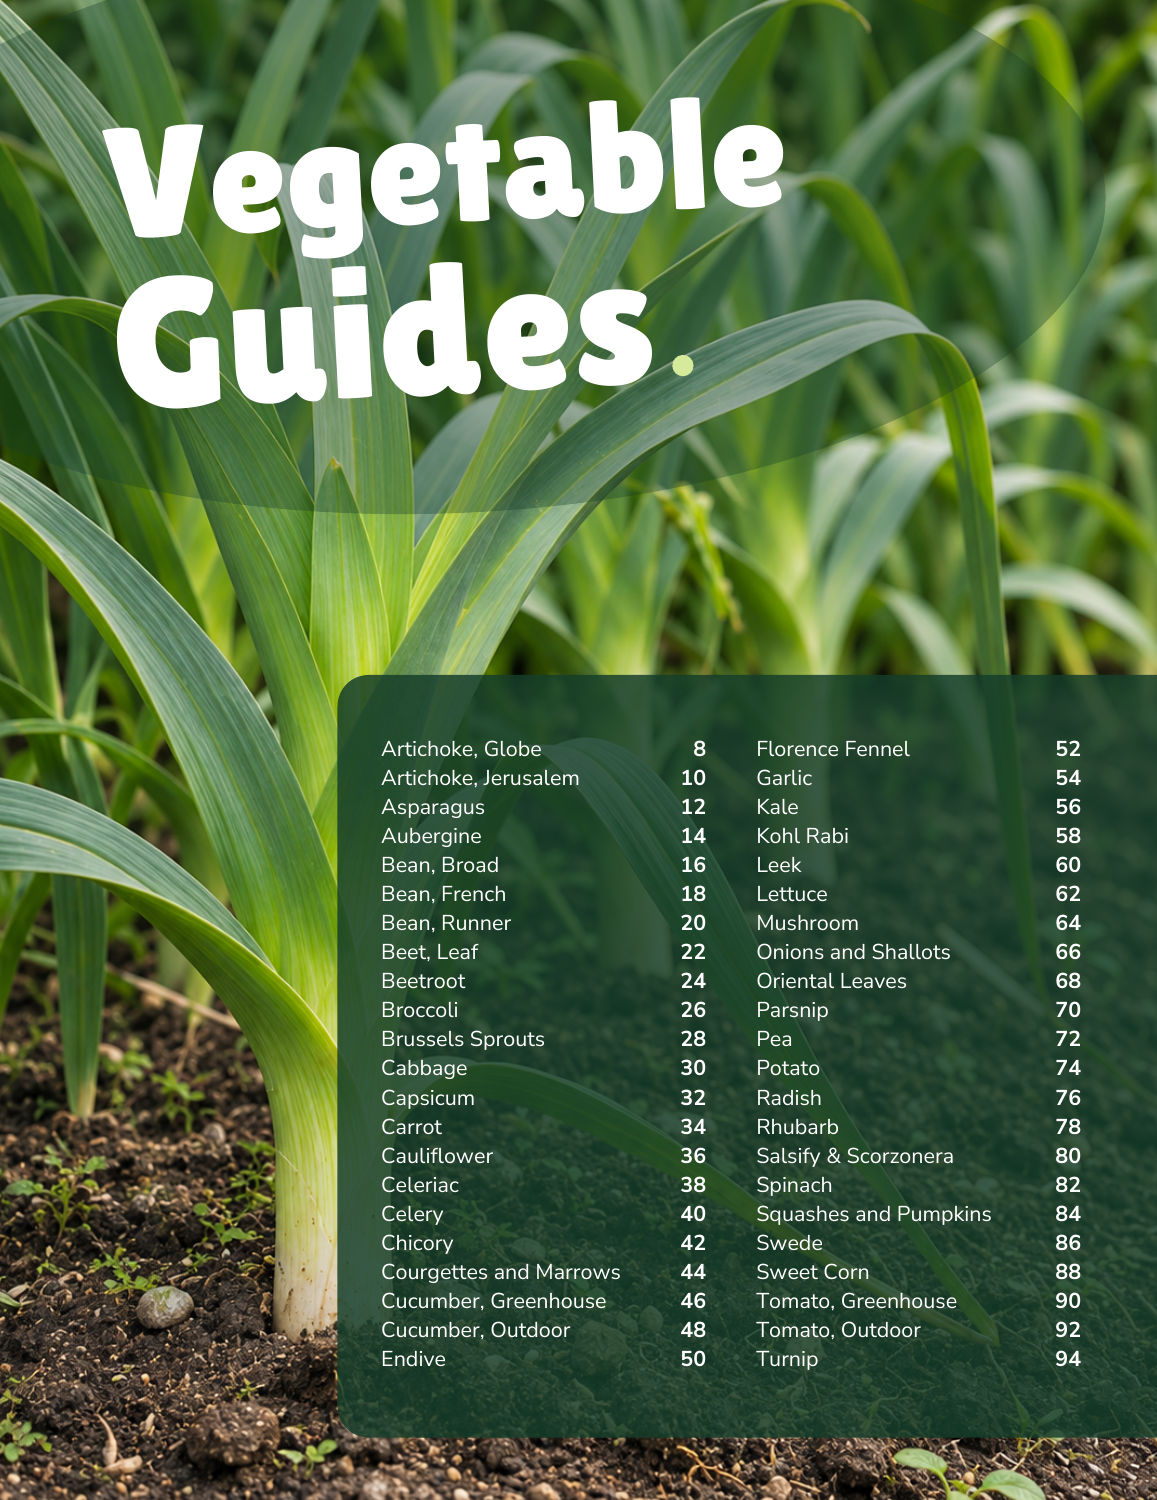 Vegetable
Guides.
Artichoke, Globe 8
Artichoke, Jerusalem 10
Asparagus 12
Aubergine 14
Bean, Broad 16
Bean, French 18
Bean, Runner 20
Beet, Leaf 22
Beetroot 24
Broccoli 26
Brussels Sprouts 28
Cabbage 30
Capsicum 32
Carrot 34
Cauliflower 36
Celeriac 38
Celery 40
Chicory 42
Courgettes and Marrows 44
Cucumber, Greenhouse 46
Cucumber, Outdoor 48
Endive 50
Florence Fennel 52
Garlic 54
Kale 56
Kohl Rabi 58
Leek 60
Lettuce 62
Mushroom 64
Onions and Shallots 66
Oriental Leaves 68
Parsnip 70
Pea 72
Potato 74
Radish 76
Rhubarb 78
Salsify & Scorzonera 80
Spinach 82
Squashes and Pumpkins 84
Swede 86
Sweet Corn 88
Tomato, Greenhouse 90
Tomato, Outdoor 92
Turnip 94